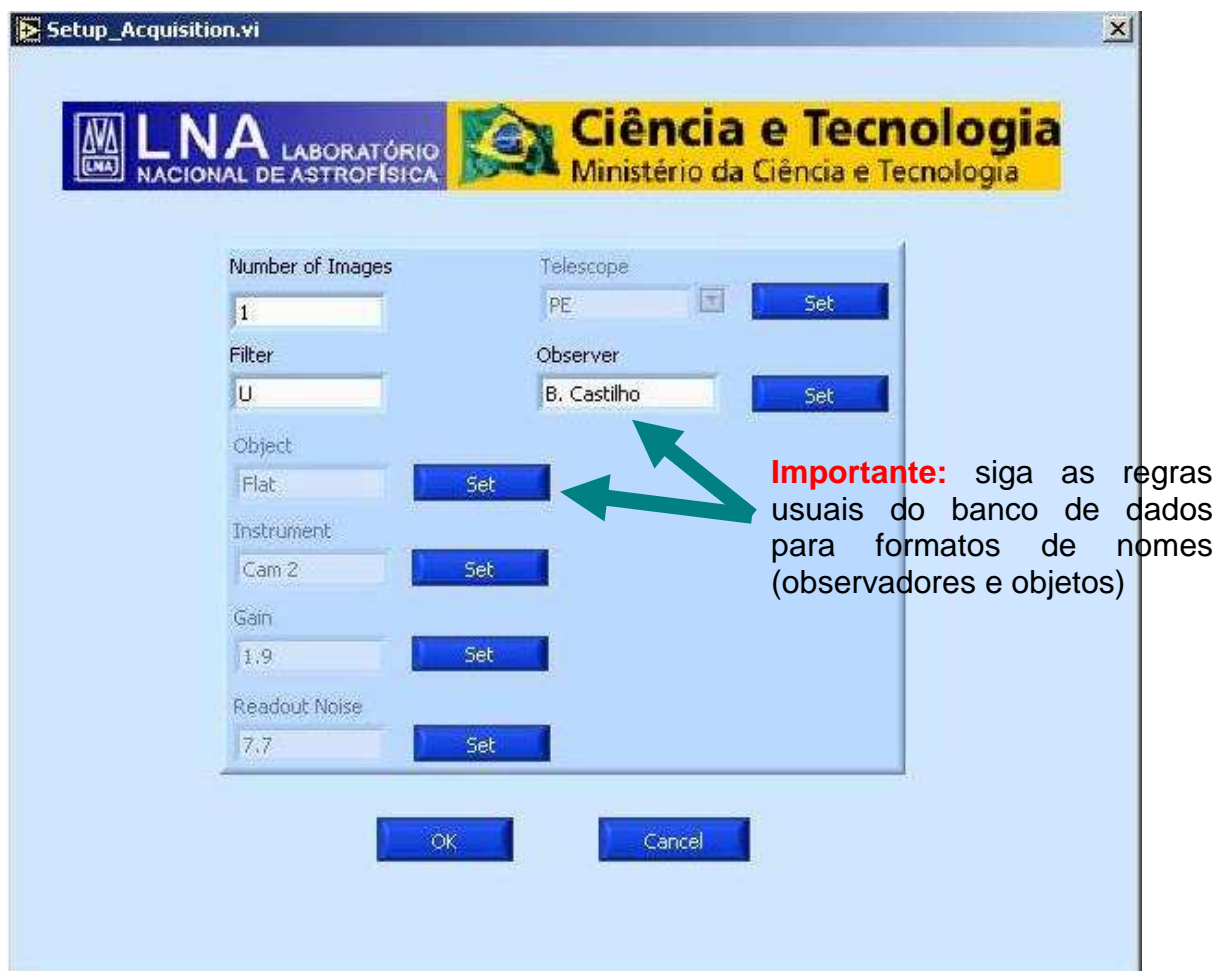 Setup_Acquisition.vi
LNA LABORATÓRIO
NACIONAL DE ASTROFÍSICA
LNA
Ciência e Tecnologia
Ministério da Ciência e Tecnologia
Number of Images
1
Telescope
PE
Set
Filter
U
Observer
B. Castilho
Set
Object
Flat
Set
Instrument
Cam 2
Set
Gain
1.9
Set
Readout Noise
7.7
Set
Importante: siga as regras
usuais do banco de dados
para formatos de nomes
(observadores e objetos)
OK
Cancel